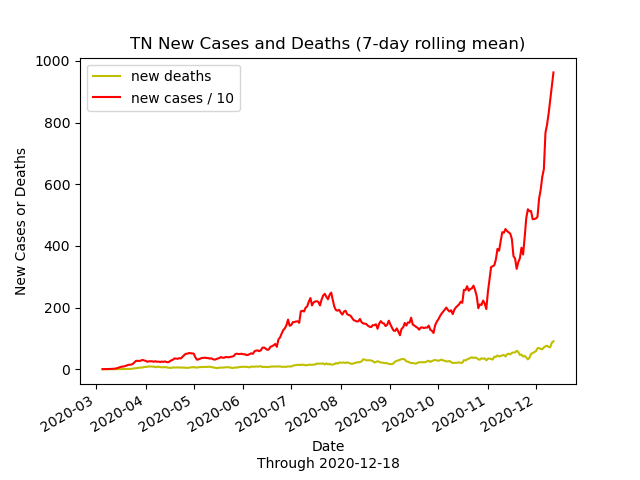 TN New Cases and Deaths (7-day rolling mean)
new deaths
new cases / 10
1000
800
600
400
200
0
New Cases or Deaths
2020-03
2020-04
2020-05
2020-06
2020-07
2020-08
2020-09
2020-10
2020-11
2020-12
Date
Through 2020-12-18